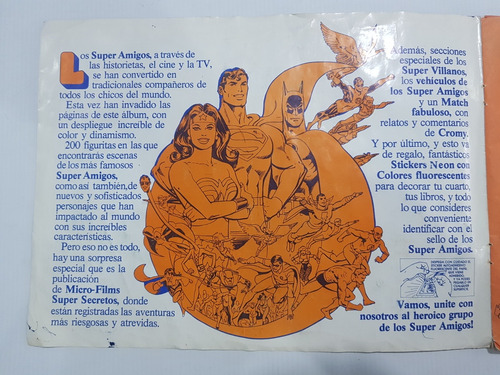 Los Super Amigos, a través de
las historietas, el cine y la TV,
se han convertido en
tradicionales compañeros de
todos los chicos del mundo.
Esta vez han invadido las
páginas de este álbum, con
un despliegue increíble de
color y dinamismo.
200 figuritas en las que
encontrarás escenas
de los más famosos
Super Amigos,
como así también, de
nuevos y sofisticados
personajes que han
impactado al mundo
con sus increíbles
características.
Pero eso no es todo,
hay una sorpresa
especial que es la
publicación
de Micro-Films
Super Secretos, donde
están registradas las aventuras
más riesgosas y atrevidas.
Además, secciones
especiales de los
Super Villanos,
los vehículos de
los Super Amigos
y un Match
fabuloso, con
relatos y comentarios
de Cromy.
Y por último, y esto va
de regalo, fantásticos
Stickers Neon con
Colores fluorescentes
para decorar tu cuarto,
tus libros, y todo
lo que consideres
conveniente
identificar con el
sello de los
Super Amigos.
Vamos, unite con
nosotros al heroico grupo
de los Super Amigos!